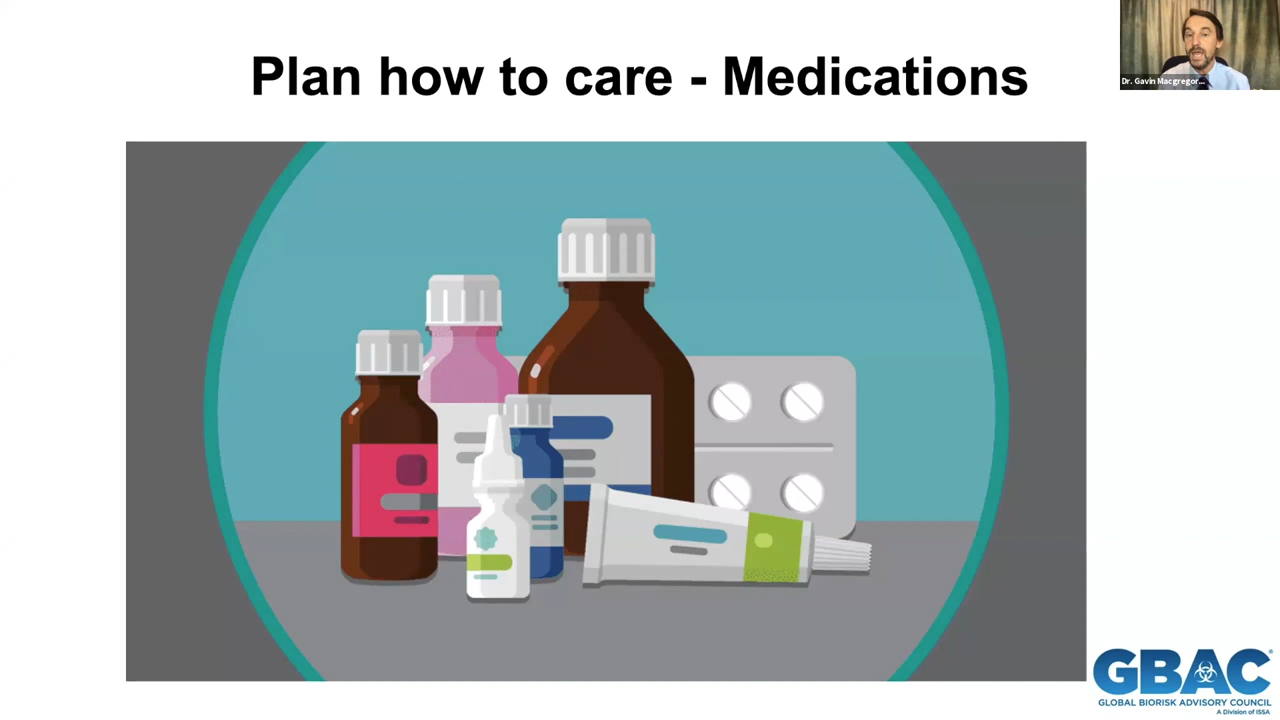 Plan how to care - Medications
Dr. Gavin Macgregor...
GBAC®
GLOBAL BIORISK ADVISORY COUNCIL
A Division of ISSA